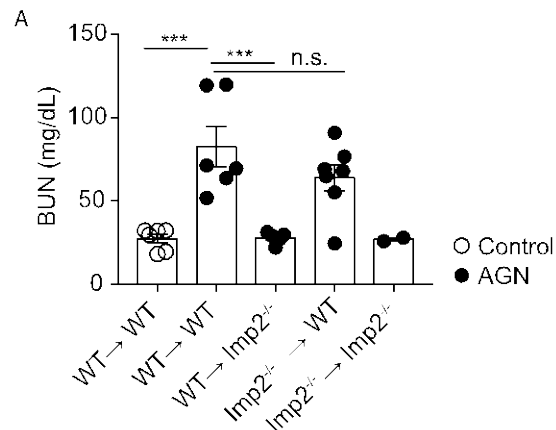 A
*** *** n.s.
150
100
50
0
BUN (mg/dL)
Control
AGN
WT→ WT
WT→ WT
WT→ Imp2⁻/⁻
Imp2⁻/⁻ → WT
Imp2⁻/⁻ → Imp2⁻/⁻